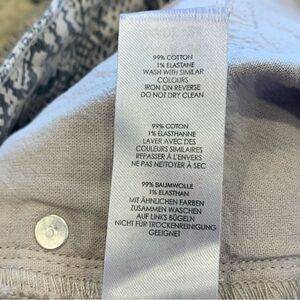 99% COTTON
1% ELASTANE
WASH WITH SIMILAR
COLOURS
IRON ON REVERSE
DO NOT DRY CLEAN
99% COTON
1% ELASTHANNE
LAVER AVEC DES
COULEURS SIMILAIRES
REPASSER À L'ENVERS
NE PAS NETTOYER À SEC
99% BAUMWOLLE
1% ELASTHAN
MIT ÄHNLICHEN FARBEN
ZUSAMMEN WASCHEN
AUF LINKS BÜGELN
NICHT FÜR TROCKENREINIGUNG
GEEIGNET